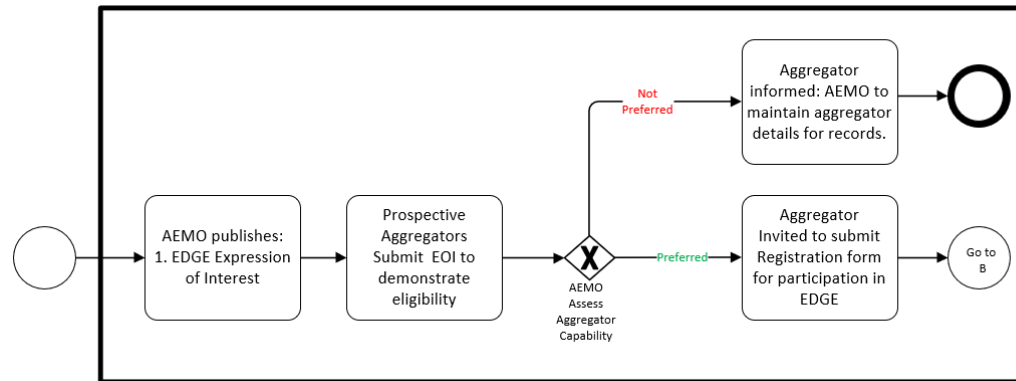 AEMO publishes:
1. EDGE Expression
of Interest
Prospective
Aggregators
Submit EOI to
demonstrate
eligibility
AEMO
Assess
Aggregator
Capability
Not
Preferred
Aggregator
informed: AEMO to
maintain aggregator
details for records.
Preferred
Aggregator
Invited to submit
Registration form
for participation in
EDGE
Go to
B